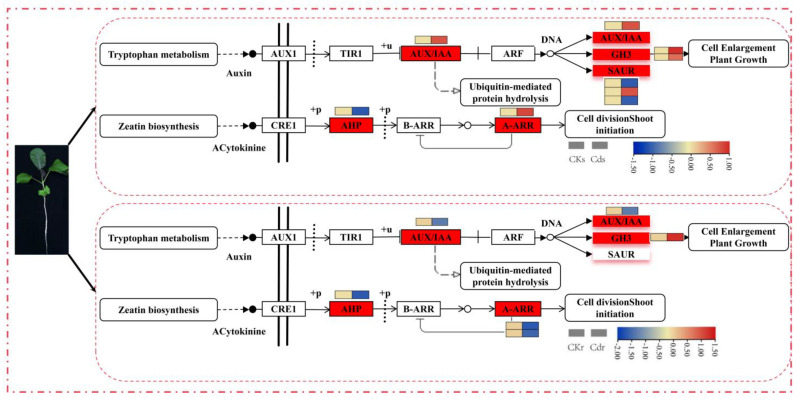 Tryptophan metabolism
Auxin
AUX1
TIR1
+u
AUX/IAA
ARF
DNA
AUX/IAA
GH3
SAUR
Cell Enlargement
Plant Growth
Ubiquitin-mediated
protein hydrolysis
Zeatin biosynthesis
ACytokinine
CRE1
+p
AHP
+p
B-ARR
A-ARR
Cell divisionShoot
initiation
CKs Cds
-1.50 -1.00 -0.50 0.00 0.50 1.00
Tryptophan metabolism
Auxin
AUX1
TIR1
+u
AUX/IAA
ARF
DNA
AUX/IAA
GH3
SAUR
Cell Enlargement
Plant Growth
Ubiquitin-mediated
protein hydrolysis
Zeatin biosynthesis
ACytokinine
CRE1
+p
AHP
+p
B-ARR
A-ARR
Cell divisionShoot
initiation
CKr Cdr
-2.00 -1.50 -1.00 -0.50 0.00 0.50 1.00 1.50